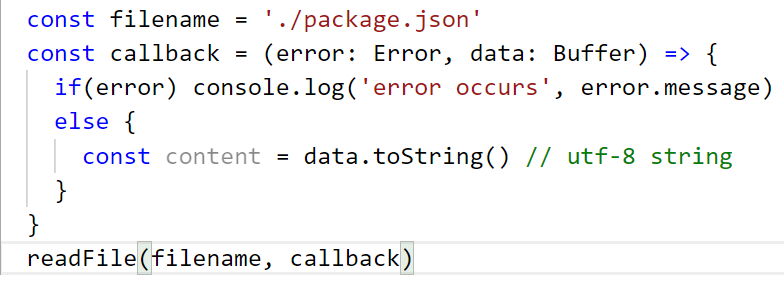 const filename = './package.json'
const callback = (error: Error, data: Buffer) => {
  if(error) console.log('error occurs', error.message)
  else {
    const content = data.toString() // utf-8 string
  }
}
readFile(filename, callback)